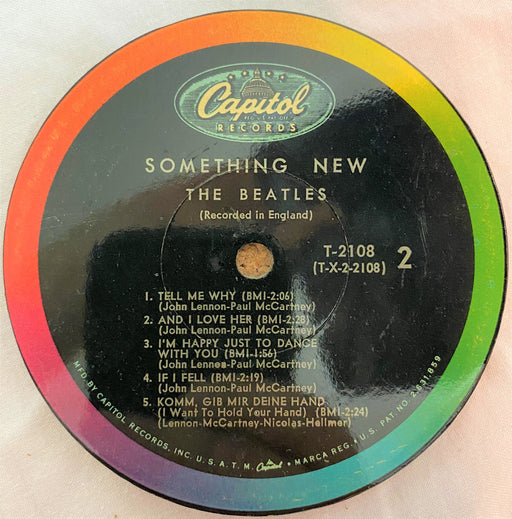 Capitol
RECORDS
SOMETHING NEW
THE BEATLES
(Recorded in England)
T-2108
(T-X-2-2108) 2
1. TELL ME WHY (BMI-2:06)
(John Lennon-Paul McCartney)
2. AND I LOVE HER (BMI-2:28)
(John Lennon-Paul McCartney)
3. I'M HAPPY JUST TO DANCE
WITH YOU (BMI-1:56)
(John Lennon-Paul McCartney)
4. IF I FELL (BMI-2:19)
(John Lennon-Paul McCartney)
5. KOMM, GIB MIR DEINE HAND
(I Want To Hold Your Hand) (BMI-2:24)
(Lennon-McCartney-Nicolas-Hellmer)
MFD. BY CAPITOL RECORDS, INC. U.S.A. T.M. Capitol • MARCA REG. • U.S. PAT. NO. 2,631,859